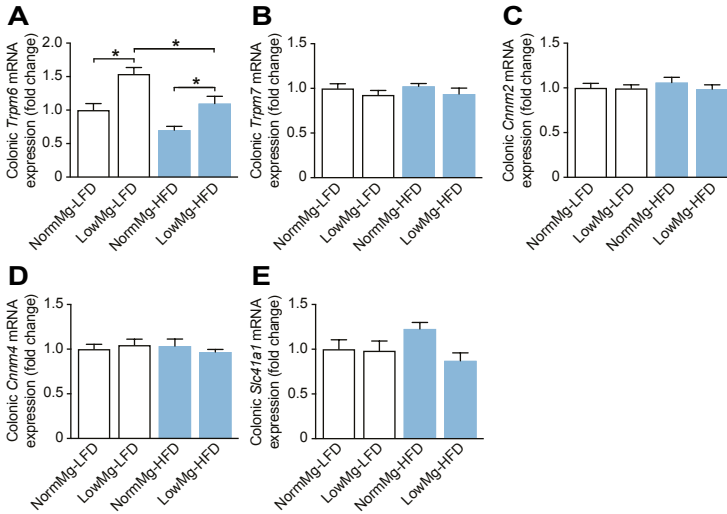 A
Colonic Trpm6 mRNA
expression (fold change)
2.0
1.5
1.0
0.5
0
*
*
*
NormMg-LFD
LowMg-LFD
NormMg-HFD
LowMg-HFD
B
Colonic Trpm7 mRNA
expression (fold change)
1.5
1.0
0.5
0
NormMg-LFD
LowMg-LFD
NormMg-HFD
LowMg-HFD
C
Colonic Cnnm2 mRNA
expression (fold change)
1.5
1.0
0.5
0
NormMg-LFD
LowMg-LFD
NormMg-HFD
LowMg-HFD
D
Colonic Cnnm4 mRNA
expression (fold change)
1.5
1.0
0.5
0
NormMg-LFD
LowMg-LFD
NormMg-HFD
LowMg-HFD
E
Colonic Slc41a1 mRNA
expression (fold change)
1.5
1.0
0.5
0
NormMg-LFD
LowMg-LFD
NormMg-HFD
LowMg-HFD